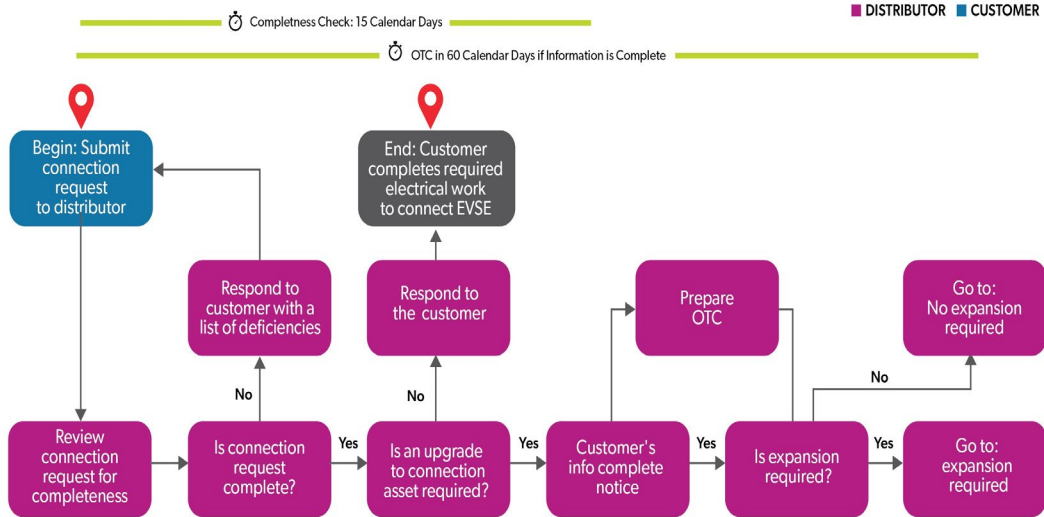 DISTRIBUTOR CUSTOMER
Completness Check: 15 Calendar Days
OTC in 60 Calendar Days if Information is Complete
Begin: Submit
connection
request
to distributor
End: Customer
completes required
electrical work
to connect EVSE
Respond to
customer with a
list of deficiencies
Respond to
the customer
Prepare
OTC
Go to:
No expansion
required
No
No
No
Review
connection
request for
completeness
Is connection
request
complete?
Yes
Is an upgrade
to connection
asset required?
Yes
Customer's
info complete
notice
Yes
Is expansion
required?
Yes
Go to:
expansion
required